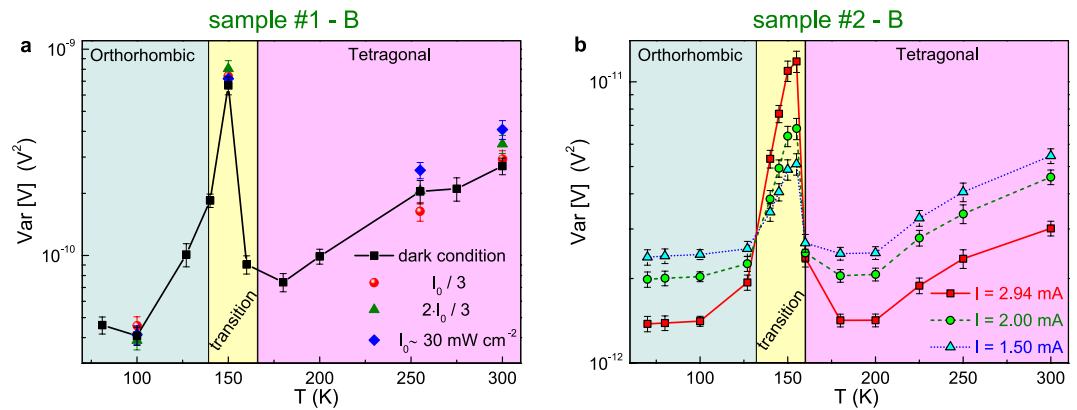 sample #1 - B
a
Orthorhombic
Tetragonal
10⁻⁹
10⁻¹⁰
Var [V] (V²)
transition
dark condition
I₀ / 3
2·I₀ / 3
I₀~ 30 mW cm⁻²
100
150
200
250
300
T (K)
sample #2 - B
b
Orthorhombic
Tetragonal
10⁻¹¹
10⁻¹²
Var [V] (V²)
transition
I = 2.94 mA
I = 2.00 mA
I = 1.50 mA
100
150
200
250
300
T (K)